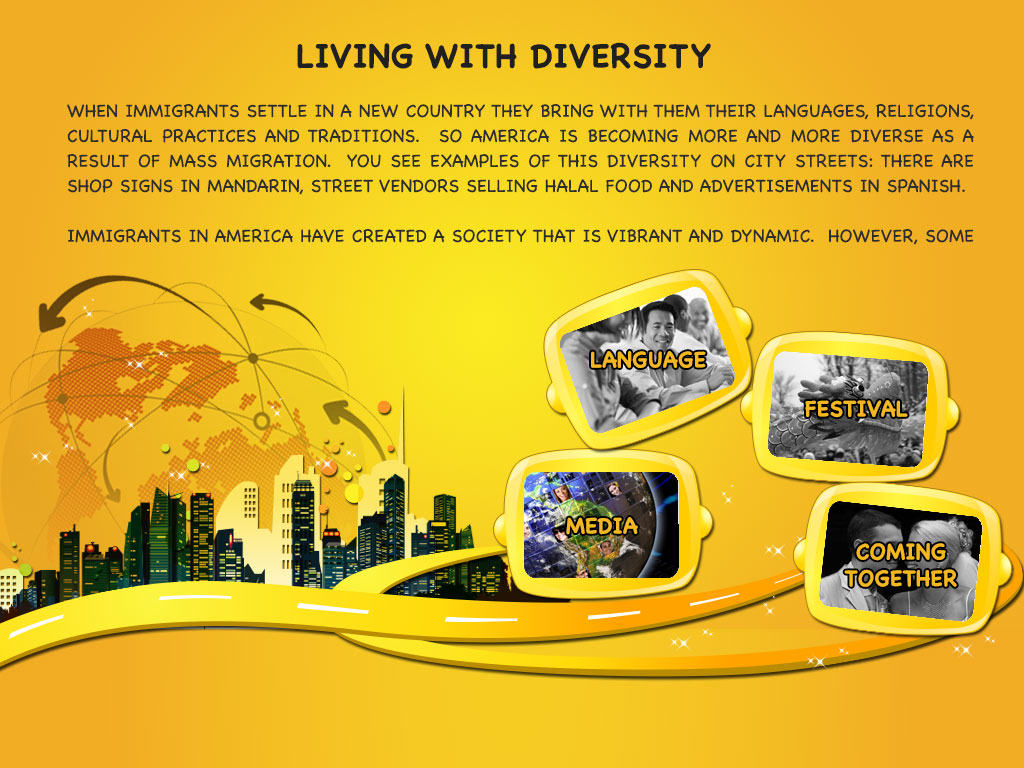 LIVING WITH DIVERSITY
WHEN IMMIGRANTS SETTLE IN A NEW COUNTRY THEY BRING WITH THEM THEIR LANGUAGES, RELIGIONS,
CULTURAL PRACTICES AND TRADITIONS. SO AMERICA IS BECOMING MORE AND MORE DIVERSE AS A
RESULT OF MASS MIGRATION. YOU SEE EXAMPLES OF THIS DIVERSITY ON CITY STREETS: THERE ARE
SHOP SIGNS IN MANDARIN, STREET VENDORS SELLING HALAL FOOD AND ADVERTISEMENTS IN SPANISH.
IMMIGRANTS IN AMERICA HAVE CREATED A SOCIETY THAT IS VIBRANT AND DYNAMIC. HOWEVER, SOME
LANGUAGE
FESTIVAL
MEDIA
COMING
TOGETHER